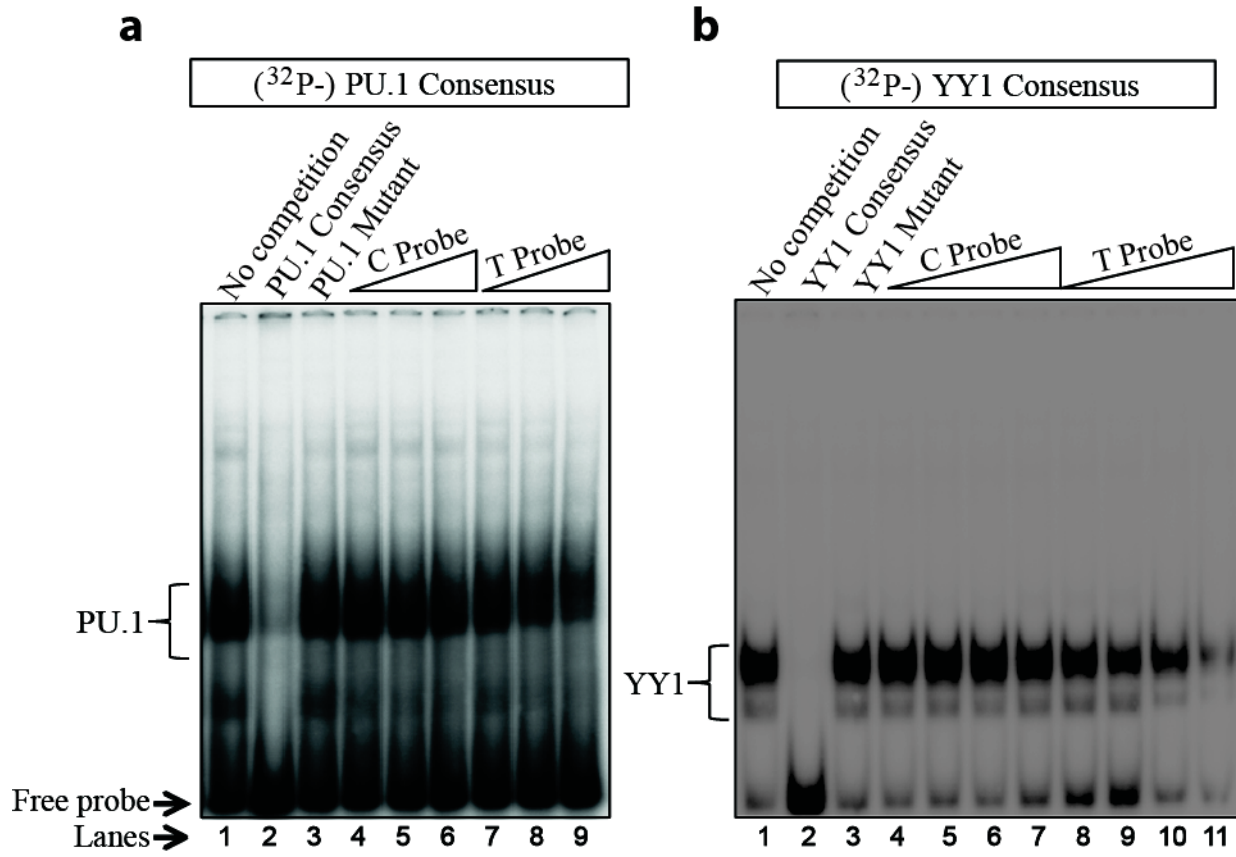 a
(³²P-) PU.1 Consensus
No competition
PU.1 Consensus
PU.1 Mutant
C Probe
T Probe
PU.1
Free probe
Lanes
1 2 3 4 5 6 7 8 9
b
(³²P-) YY1 Consensus
No competition
YY1 Consensus
YY1 Mutant
C Probe
T Probe
YY1
1 2 3 4 5 6 7 8 9 10 11